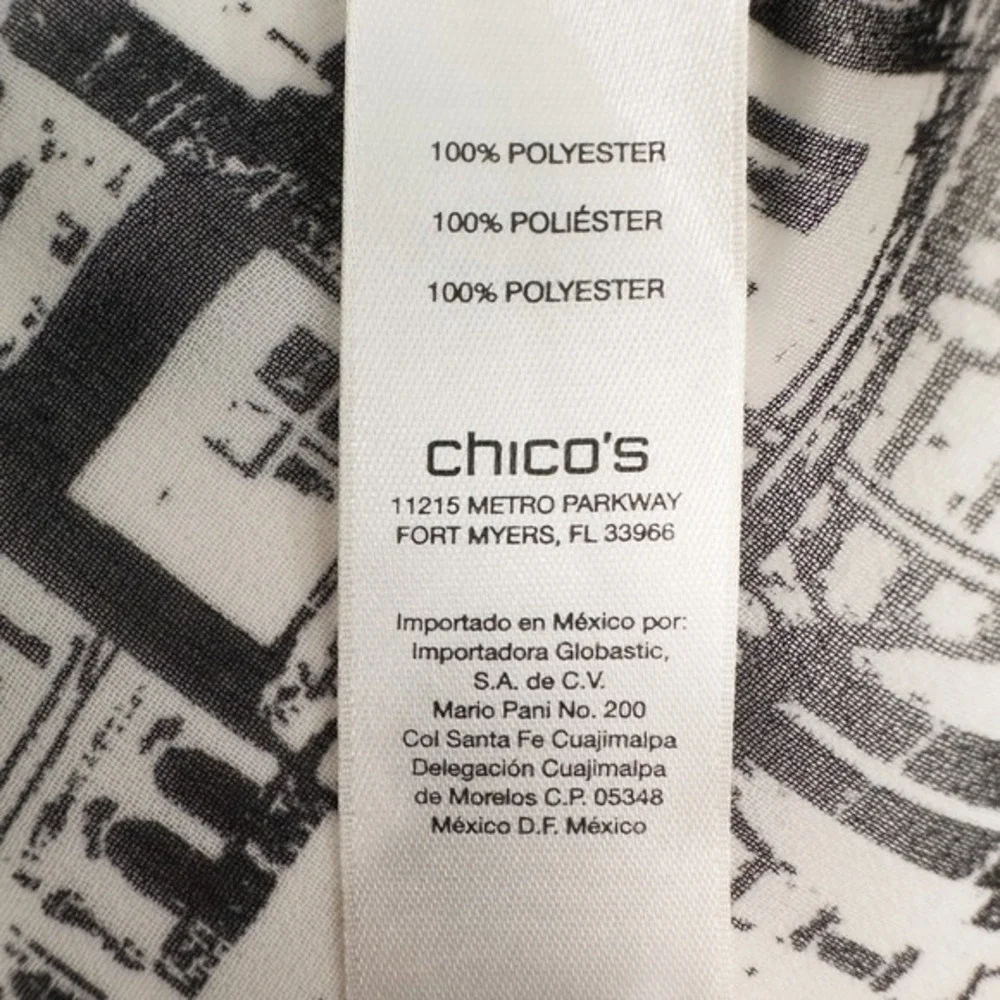 100% POLYESTER
100% POLIÉSTER
100% POLYESTER
chico's
11215 METRO PARKWAY
FORT MYERS, FL 33966
Importado en México por:
Importadora Globastic,
S.A. de C.V.
Mario Pani No. 200
Col Santa Fe Cuajimalpa
Delegación Cuajimalpa
de Morelos C.P. 05348
México D.F. México